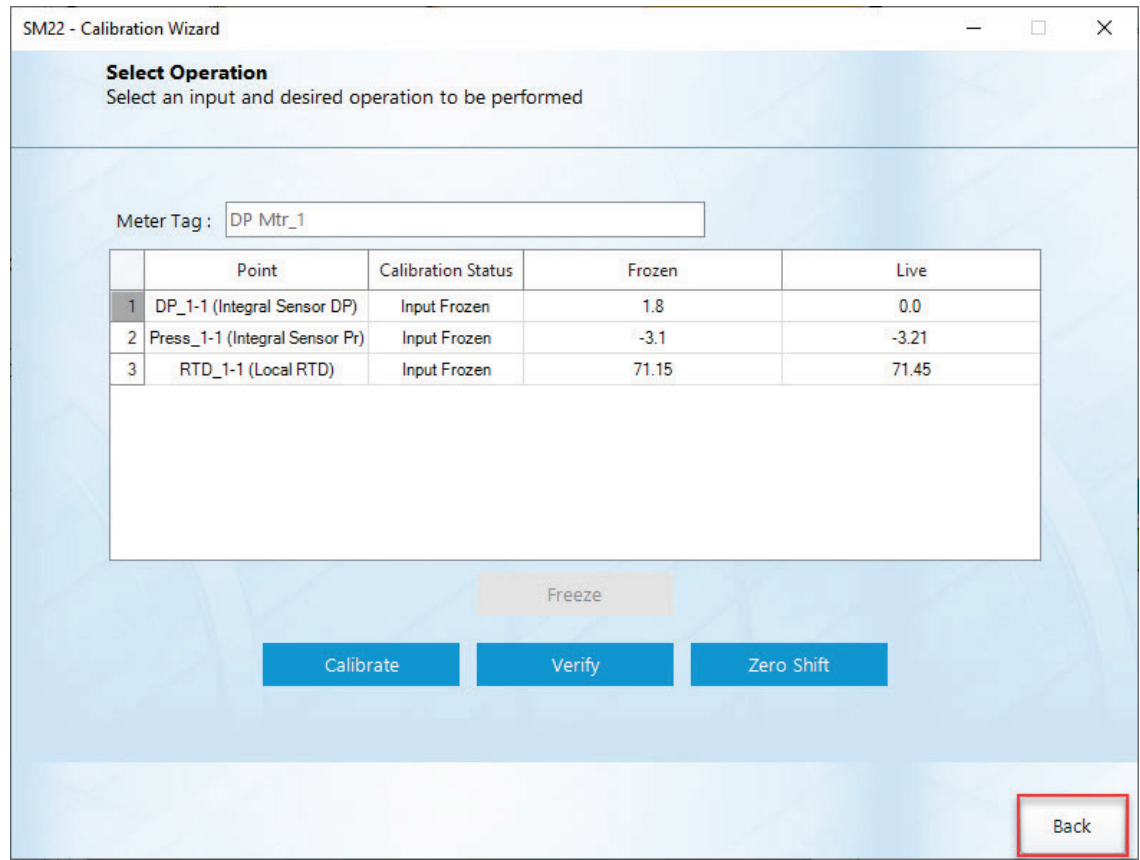 SM22 - Calibration Wizard
Select Operation
Select an input and desired operation to be performed
Meter Tag : DP Mtr_1
Point Calibration Status Frozen Live
1 DP_1-1 (Integral Sensor DP) Input Frozen 1.8 0.0
2 Press_1-1 (Integral Sensor Pr) Input Frozen -3.1 -3.21
3 RTD_1-1 (Local RTD) Input Frozen 71.15 71.45
Freeze
Calibrate Verify Zero Shift
Back